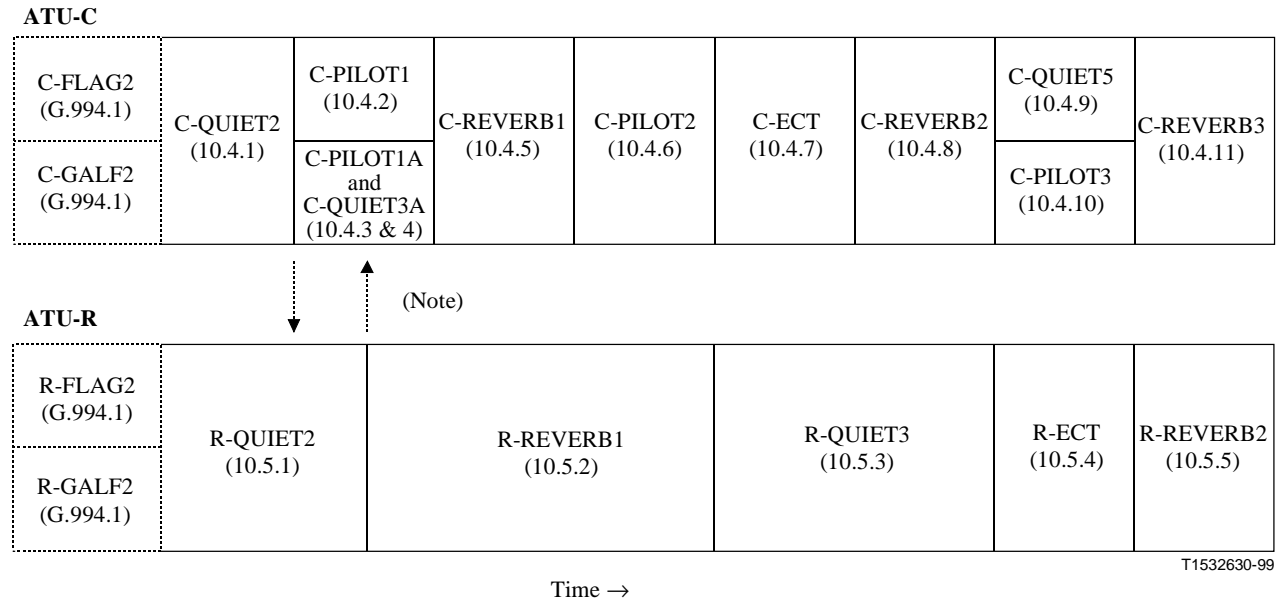 ATU-C
C-FLAG2
(G.994.1)
C-GALF2
(G.994.1)
C-QUIET2
(10.4.1)
C-PILOT1
(10.4.2)
C-PILOT1A
and
C-QUIET3A
(10.4.3 & 4)
C-REVERB1
(10.4.5)
C-PILOT2
(10.4.6)
C-ECT
(10.4.7)
C-REVERB2
(10.4.8)
C-QUIET5
(10.4.9)
C-PILOT3
(10.4.10)
C-REVERB3
(10.4.11)
(Note)
ATU-R
R-FLAG2
(G.994.1)
R-GALF2
(G.994.1)
R-QUIET2
(10.5.1)
R-REVERB1
(10.5.2)
R-QUIET3
(10.5.3)
R-ECT
(10.5.4)
R-REVERB2
(10.5.5)
T1532630-99
Time →